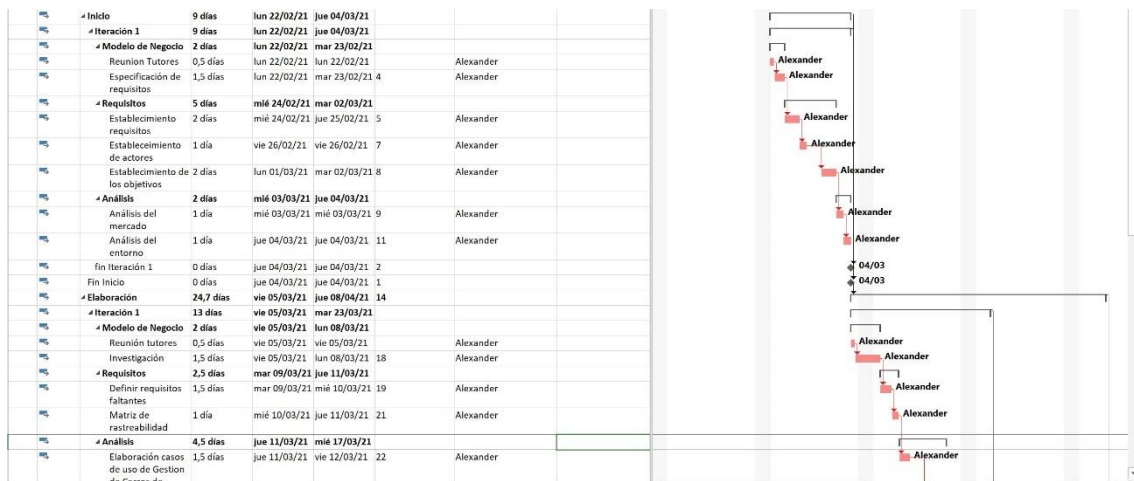 Inicio 9 días lun 22/02/21 jue 04/03/21
Iteración 1 9 días lun 22/02/21 jue 04/03/21
Modelo de Negocio 2 días lun 22/02/21 mar 23/02/21
Reunion Tutores 0,5 días lun 22/02/21 lun 22/02/21 Alexander Alexander
Especificación de 1,5 días lun 22/02/21 mar 23/02/21 4 Alexander Alexander
requisitos
Requisitos 5 días mié 24/02/21 mar 02/03/21
Establecimiento 2 días mié 24/02/21 jue 25/02/21 5 Alexander Alexander
requisitos
Estableceimiento 1 día vie 26/02/21 vie 26/02/21 7 Alexander Alexander
de actores
Establecimiento de 2 días lun 01/03/21 mar 02/03/21 8 Alexander Alexander
los objetivos
Análisis 2 días mié 03/03/21 jue 04/03/21
Análisis del 1 día mié 03/03/21 mié 03/03/21 9 Alexander Alexander
mercado
Análisis del 1 día jue 04/03/21 jue 04/03/21 11 Alexander Alexander
entorno
fin Iteración 1 0 días jue 04/03/21 jue 04/03/21 2 04/03
Fin Inicio 0 días jue 04/03/21 jue 04/03/21 1 04/03
Elaboración 24,7 días vie 05/03/21 jue 08/04/21 14
Iteración 1 13 días vie 05/03/21 mar 23/03/21
Modelo de Negocio 2 días vie 05/03/21 lun 08/03/21
Reunión tutores 0,5 días vie 05/03/21 vie 05/03/21 Alexander Alexander
Investigación 1,5 días vie 05/03/21 lun 08/03/21 18 Alexander Alexander
Requisitos 2,5 días mar 09/03/21 jue 11/03/21
Definir requisitos 1,5 días mar 09/03/21 mié 10/03/21 19 Alexander Alexander
faltantes
Matriz de 1 día mié 10/03/21 jue 11/03/21 21 Alexander Alexander
rastreabilidad
Análisis 4,5 días jue 11/03/21 mié 17/03/21
Elaboración casos 1,5 días jue 11/03/21 vie 12/03/21 22 Alexander Alexander
de uso de Gestion